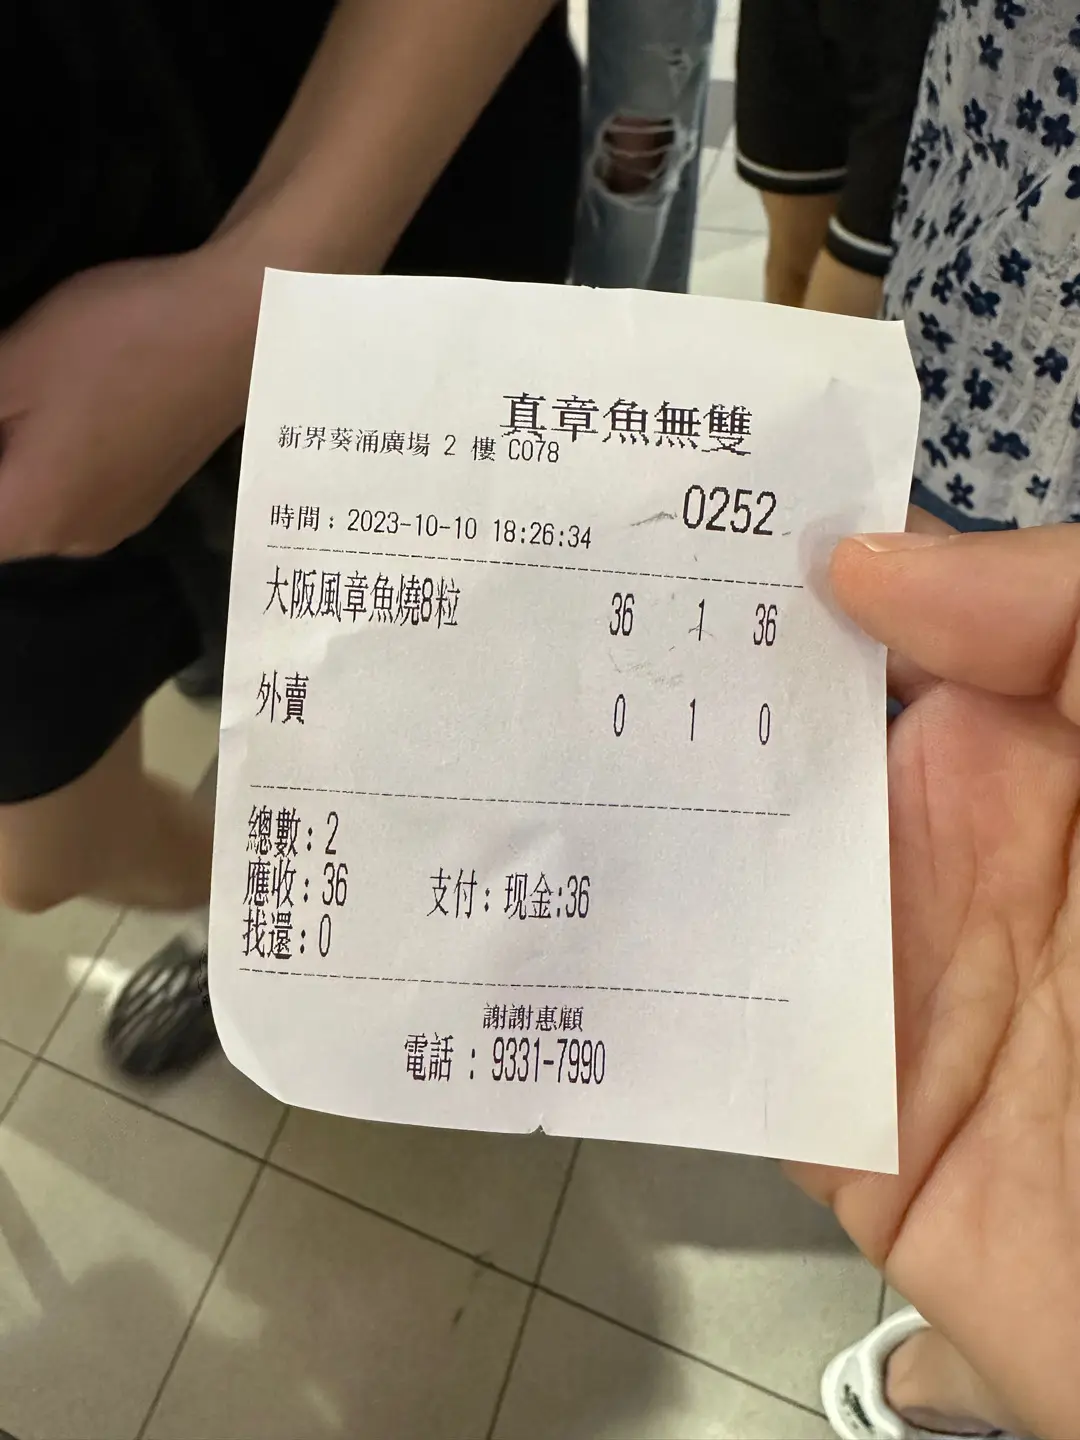 真章魚無雙
新界葵涌廣場 2 樓 C078
0252
時間：2023-10-10 18:26:34
大阪風章魚燒8粒 36 1 36
外賣 0 1 0
總數：2
應收：36 支付：现金:36
找還：0
謝謝惠顧
電話：9331-7990